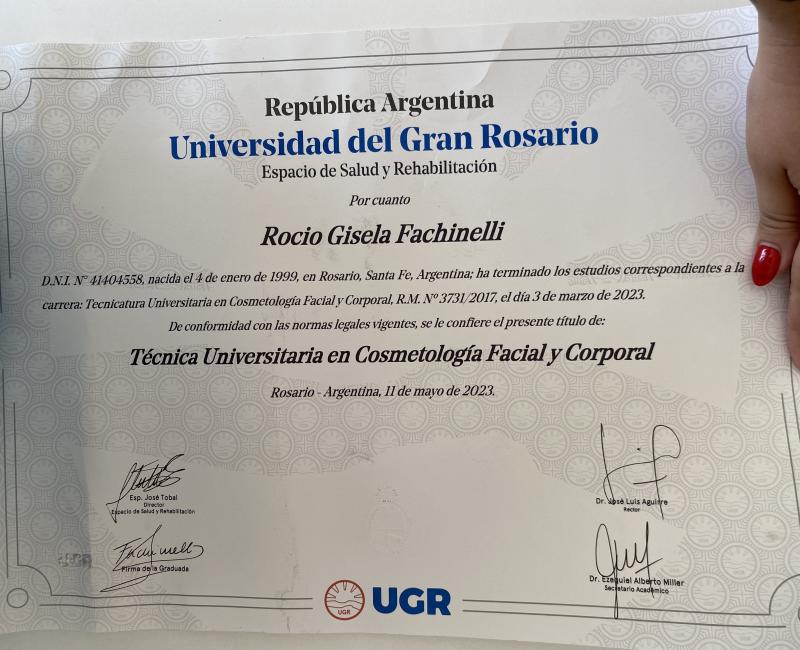 República Argentina
Universidad del Gran Rosario
Espacio de Salud y Rehabilitación
Por cuanto
Rocio Gisela Fachinelli
D.N.I. N° 41404558, nacida el 4 de enero de 1999, en Rosario, Santa Fe, Argentina; ha terminado los estudios correspondientes a la
carrera: Tecnicatura Universitaria en Cosmetología Facial y Corporal, R.M. Nº 3731/2017, el día 3 de marzo de 2023.
De conformidad con las normas legales vigentes, se le confiere el presente título de:
Técnica Universitaria en Cosmetología Facial y Corporal
Rosario - Argentina, 11 de mayo de 2023.
Esp. José Tobal
Director
Espacio de Salud y Rehabilitación
Dr. José Luis Aguirre
Rector
Firma de la Graduada
Dr. Ezequiel Alberto Miller
Secretario Académico
UGR
UGR